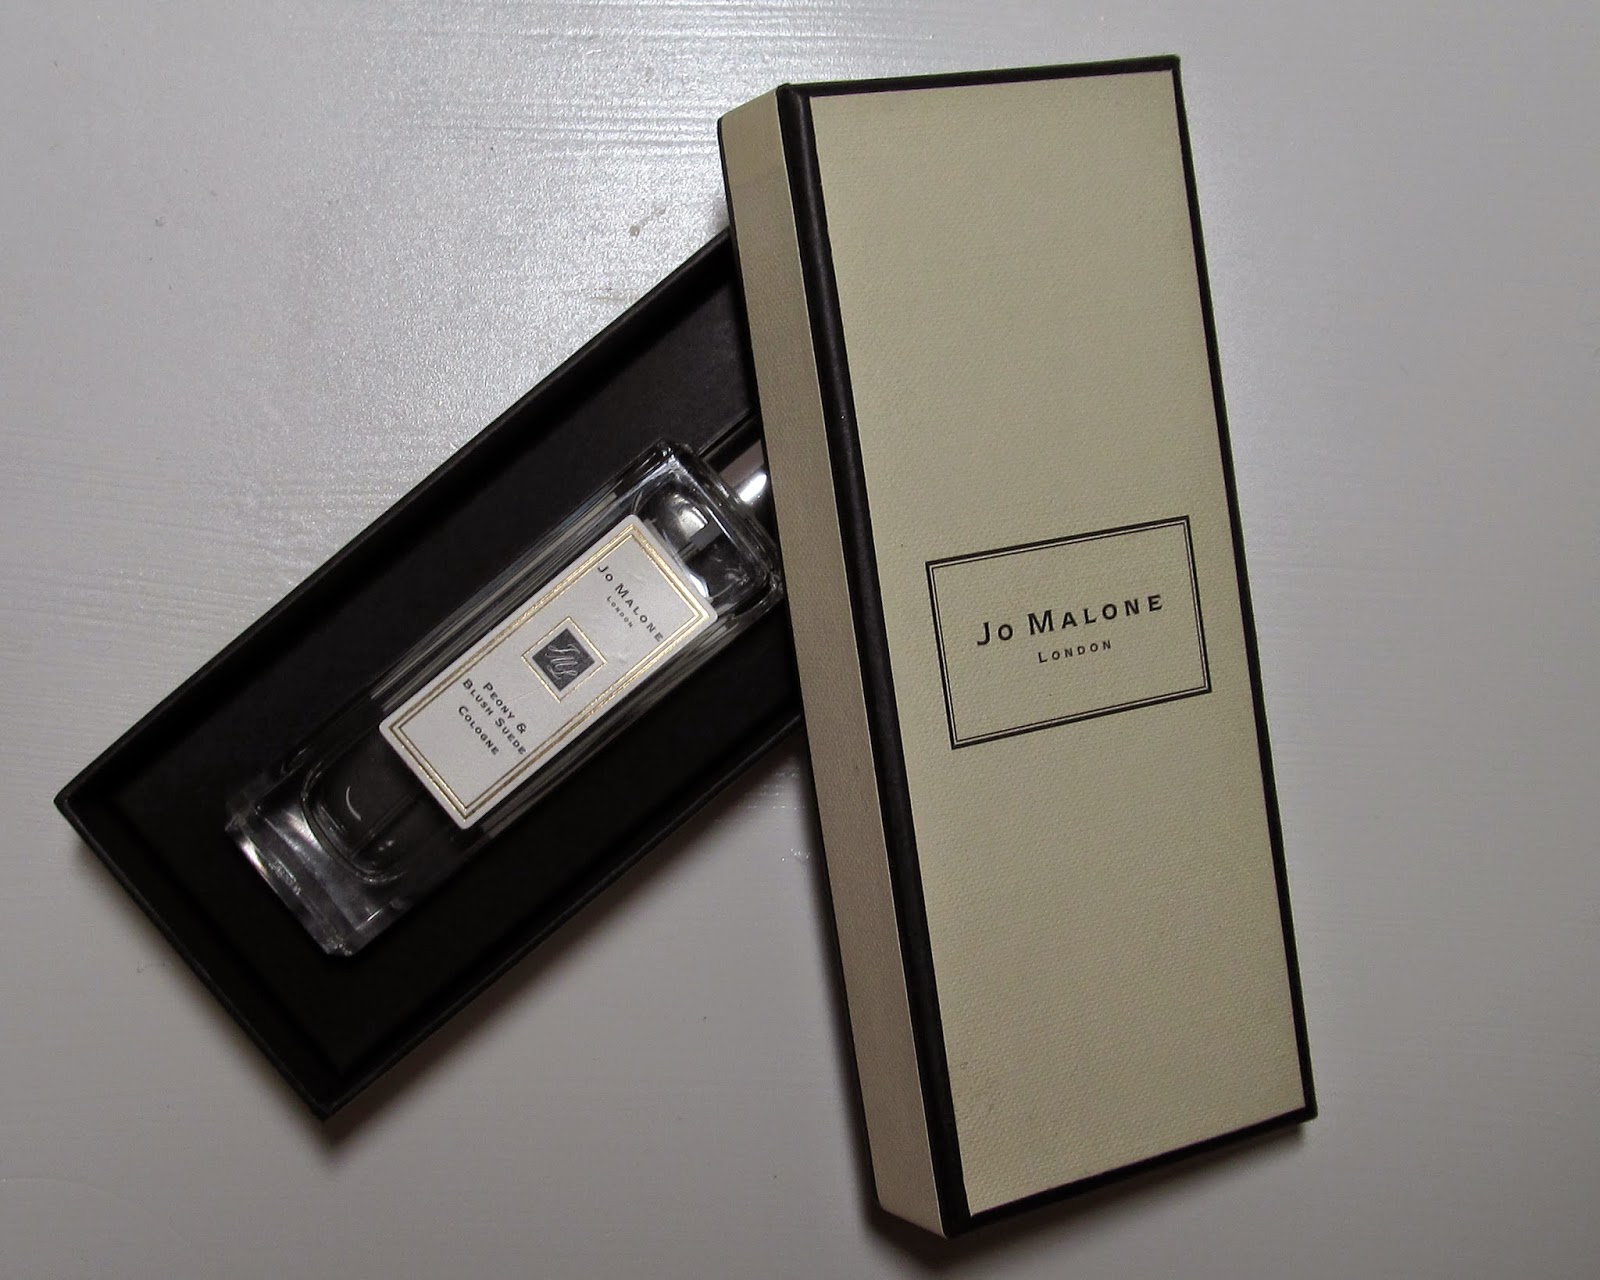 Jo Malone
London
Peony &
Blush Suede
Cologne
Jo Malone
London